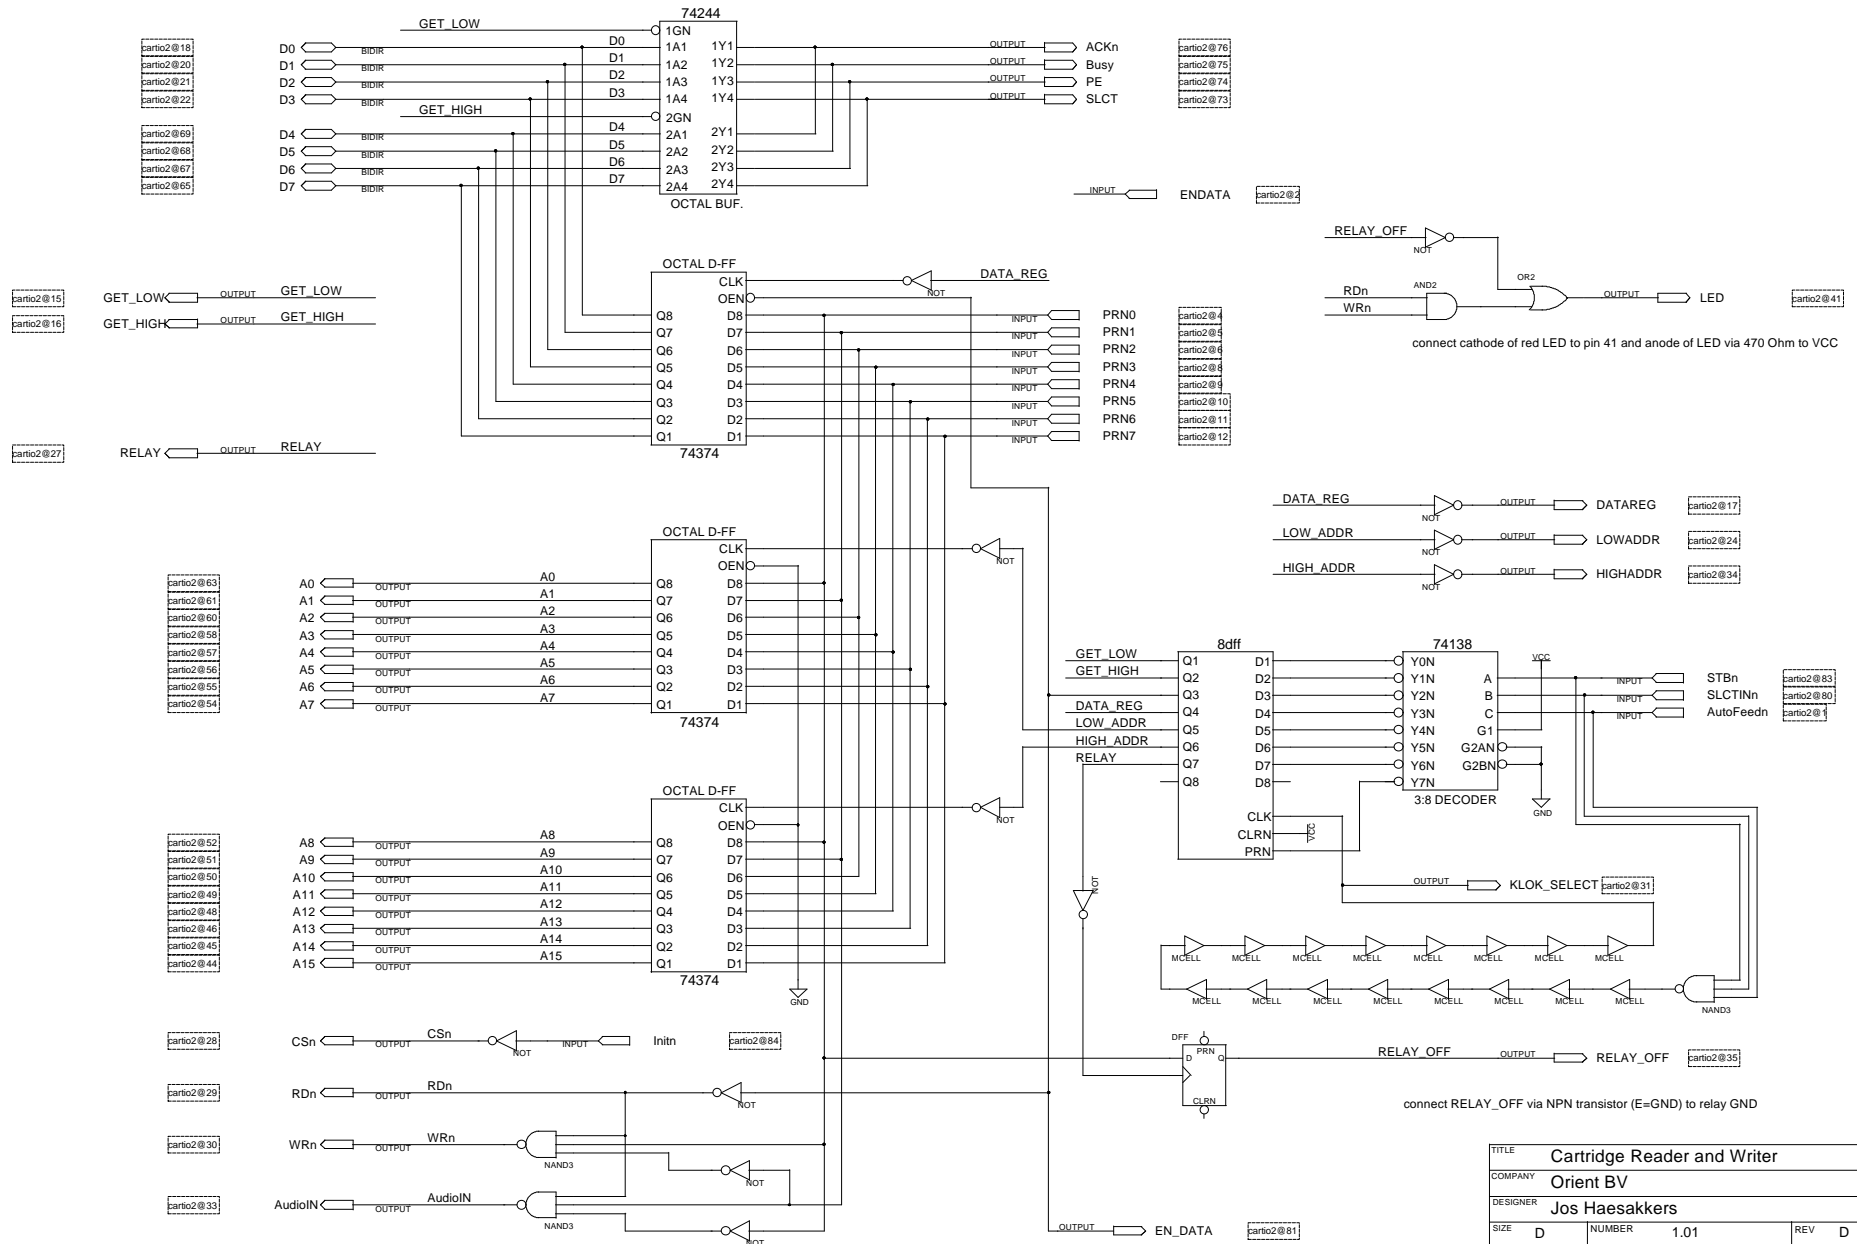 74244
GET_LOW
1GN
cartio2@18 D0 BIDIR D0 1A1 1Y1 OUTPUT ACKn cartio2@76
cartio2@20 D1 BIDIR D1 1A2 1Y2 OUTPUT Busy cartio2@75
cartio2@21 D2 BIDIR D2 1A3 1Y3 OUTPUT PE cartio2@74
cartio2@22 D3 BIDIR D3 1A4 1Y4 OUTPUT SLCT cartio2@73
GET_HIGH 2GN
cartio2@69 D4 BIDIR D4 2A1 2Y1
cartio2@68 D5 BIDIR D5 2A2 2Y2
cartio2@67 D6 BIDIR D6 2A3 2Y3
cartio2@65 D7 BIDIR D7 2A4 2Y4
OCTAL BUF.
INPUT ENDATA cartio2@2
RELAY_OFF NOT
OR2
RDn AND2
WRn
OUTPUT LED cartio2@41
connect cathode of red LED to pin 41 and anode of LED via 470 Ohm to VCC
OCTAL D-FF
CLK NOT DATA_REG
OEN
cartio2@15 GET_LOW OUTPUT GET_LOW
cartio2@16 GET_HIGH OUTPUT GET_HIGH
Q8 D8 INPUT PRN0 cartio2@4
Q7 D7 INPUT PRN1 cartio2@5
Q6 D6 INPUT PRN2 cartio2@6
Q5 D5 INPUT PRN3 cartio2@8
Q4 D4 INPUT PRN4 cartio2@9
Q3 D3 INPUT PRN5 cartio2@10
Q2 D2 INPUT PRN6 cartio2@11
Q1 D1 INPUT PRN7 cartio2@12
74374
cartio2@27 RELAY OUTPUT RELAY
DATA_REG NOT OUTPUT DATAREG cartio2@17
LOW_ADDR NOT OUTPUT LOWADDR cartio2@24
HIGH_ADDR NOT OUTPUT HIGHADDR cartio2@34
OCTAL D-FF
CLK NOT
OEN
cartio2@63 A0 OUTPUT A0 Q8 D8
cartio2@61 A1 OUTPUT A1 Q7 D7
cartio2@60 A2 OUTPUT A2 Q6 D6
cartio2@58 A3 OUTPUT A3 Q5 D5
cartio2@57 A4 OUTPUT A4 Q4 D4
cartio2@56 A5 OUTPUT A5 Q3 D3
cartio2@55 A6 OUTPUT A6 Q2 D2
cartio2@54 A7 OUTPUT A7 Q1 D1
74374
8dff 74138
GET_LOW Q1 D1 Y0N VCC
GET_HIGH Q2 D2 Y1N A INPUT STBn cartio2@83
Q3 D3 Y2N B INPUT SLCTINn cartio2@80
DATA_REG Q4 D4 Y3N C INPUT AutoFeedn cartio2@1
LOW_ADDR Q5 D5 Y4N G1
HIGH_ADDR Q6 D6 Y5N G2AN
RELAY Q7 D7 Y6N G2BN
Q8 D8 Y7N
3:8 DECODER
GND
CLK
CLRN VCC
PRN
OCTAL D-FF
CLK NOT
OEN
cartio2@52 A8 OUTPUT A8 Q8 D8
cartio2@51 A9 OUTPUT A9 Q7 D7
cartio2@50 A10 OUTPUT A10 Q6 D6
cartio2@49 A11 OUTPUT A11 Q5 D5
cartio2@48 A12 OUTPUT A12 Q4 D4
cartio2@46 A13 OUTPUT A13 Q3 D3
cartio2@45 A14 OUTPUT A14 Q2 D2
cartio2@44 A15 OUTPUT A15 Q1 D1
74374
GND
NOT
OUTPUT KLOK_SELECT cartio2@31
MCELL MCELL MCELL MCELL MCELL MCELL MCELL MCELL
MCELL MCELL MCELL MCELL MCELL MCELL MCELL MCELL
NAND3
cartio2@28 CSn OUTPUT CSn NOT INPUT Initn cartio2@84
DFF PRN
D Q
CLRN
RELAY_OFF OUTPUT RELAY_OFF cartio2@35
connect RELAY_OFF via NPN transistor (E=GND) to relay GND
cartio2@29 RDn OUTPUT RDn NOT
cartio2@30 WRn OUTPUT WRn NAND3 NOT
cartio2@33 AudioIN OUTPUT AudioIN NAND3 NOT
OUTPUT EN_DATA cartio2@81
TITLE Cartridge Reader and Writer
COMPANY Orient BV
DESIGNER Jos Haesakkers
SIZE D NUMBER 1.01 REV D